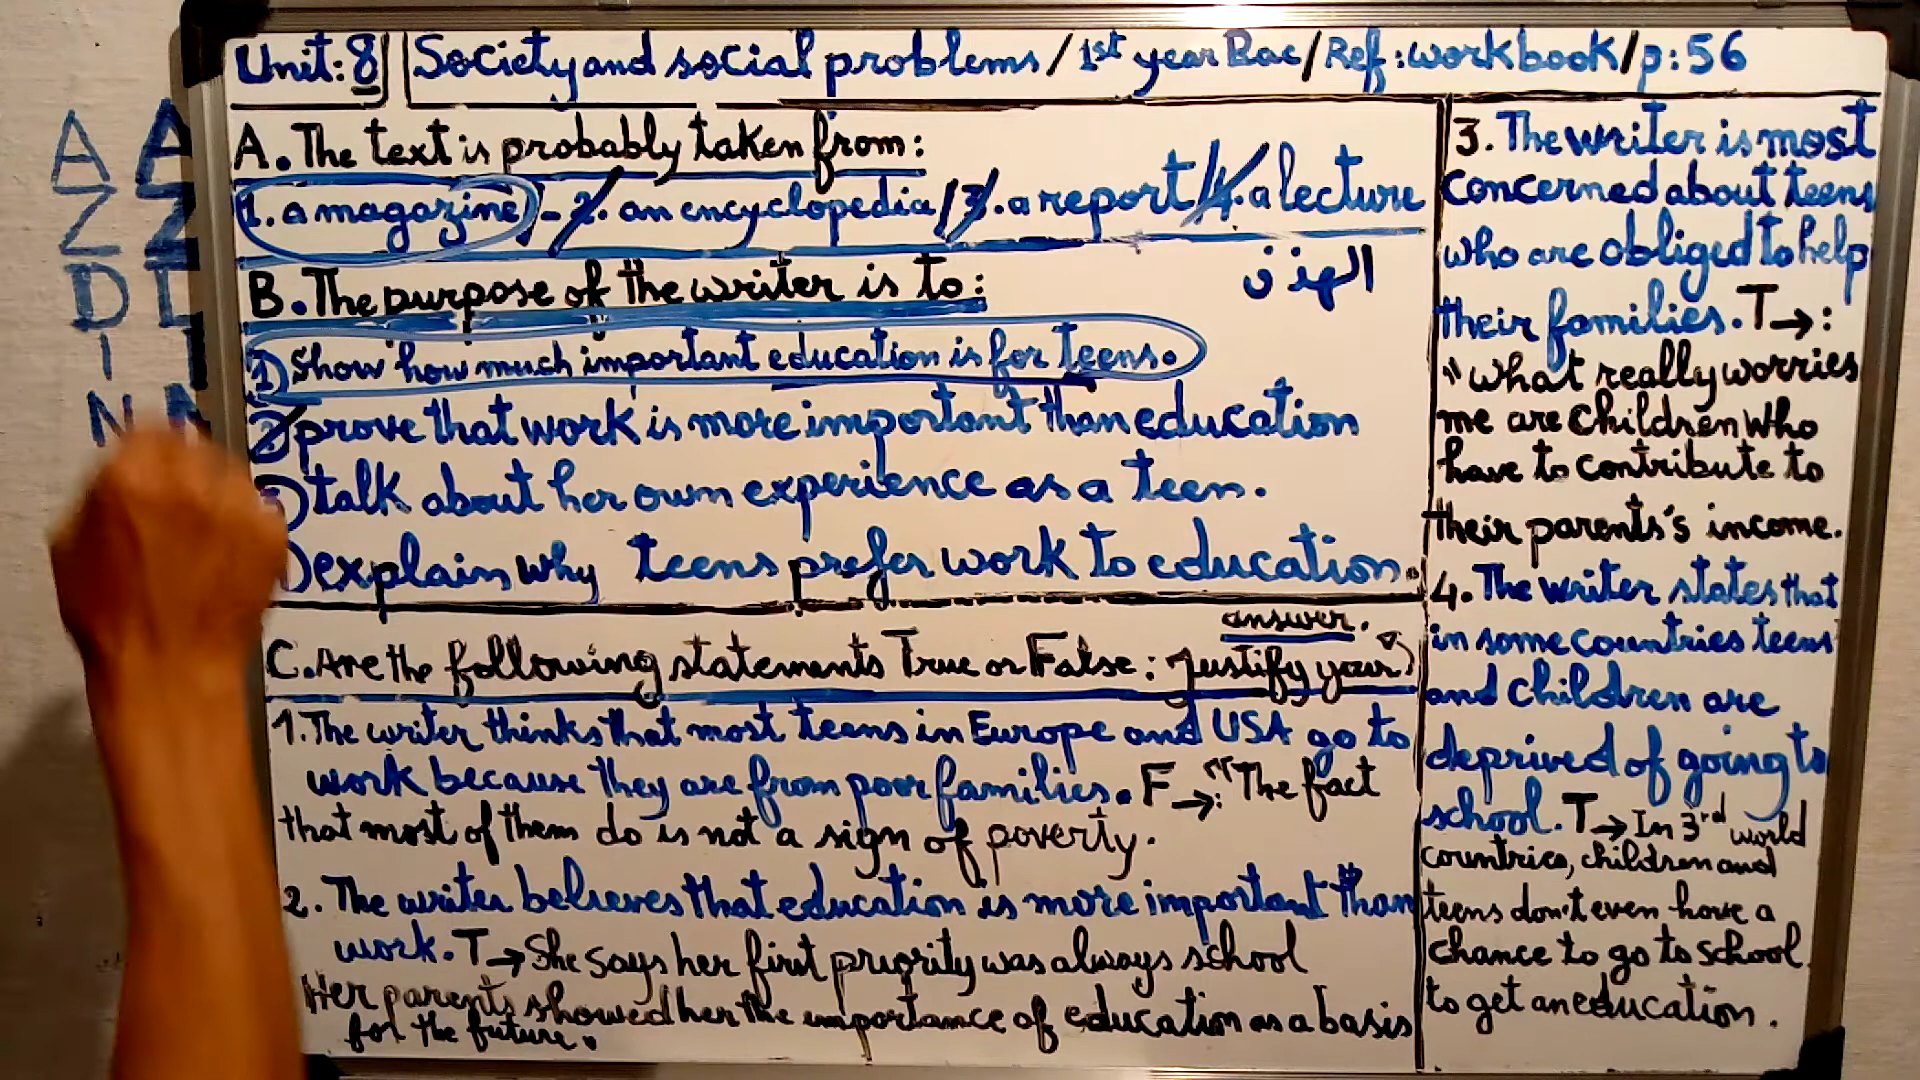 Unit: 8 Society and social problems / 1st year Bac / Ref: workbook / p: 56
A. The text is probably taken from:
1. a magazine / - 2. an encyclopedia / 3. a report / 4. a lecture
B. The purpose of the writer is to:
1) Show how much important education is for teens.
2) prove that work is more important than education
talk about her own experience as a teen.
) explain why teens prefer work to education.
C. Are the following statements True or False: Justify your
answer.
1. The writer thinks that most teens in Europe and USA go to
work because they are from poor families. F →: "The fact
that most of them do is not a sign of poverty.
2. The writer believes that education is more important than
work. T → She says her first priority was always school
Her parents showed her the importance of education as a basis
for the future.
3. The writer is most
concerned about teens
who are obliged to help
their families. T →:
"what really worries
me are children who
have to contribute to
their parents's income.
4. The writer states that
in some countries teens
and children are
deprived of going to
school. T → In 3rd world
countries, children and
teens don't even have a
chance to go to school
to get an education.
A A
Z Z
D D
I I
N N